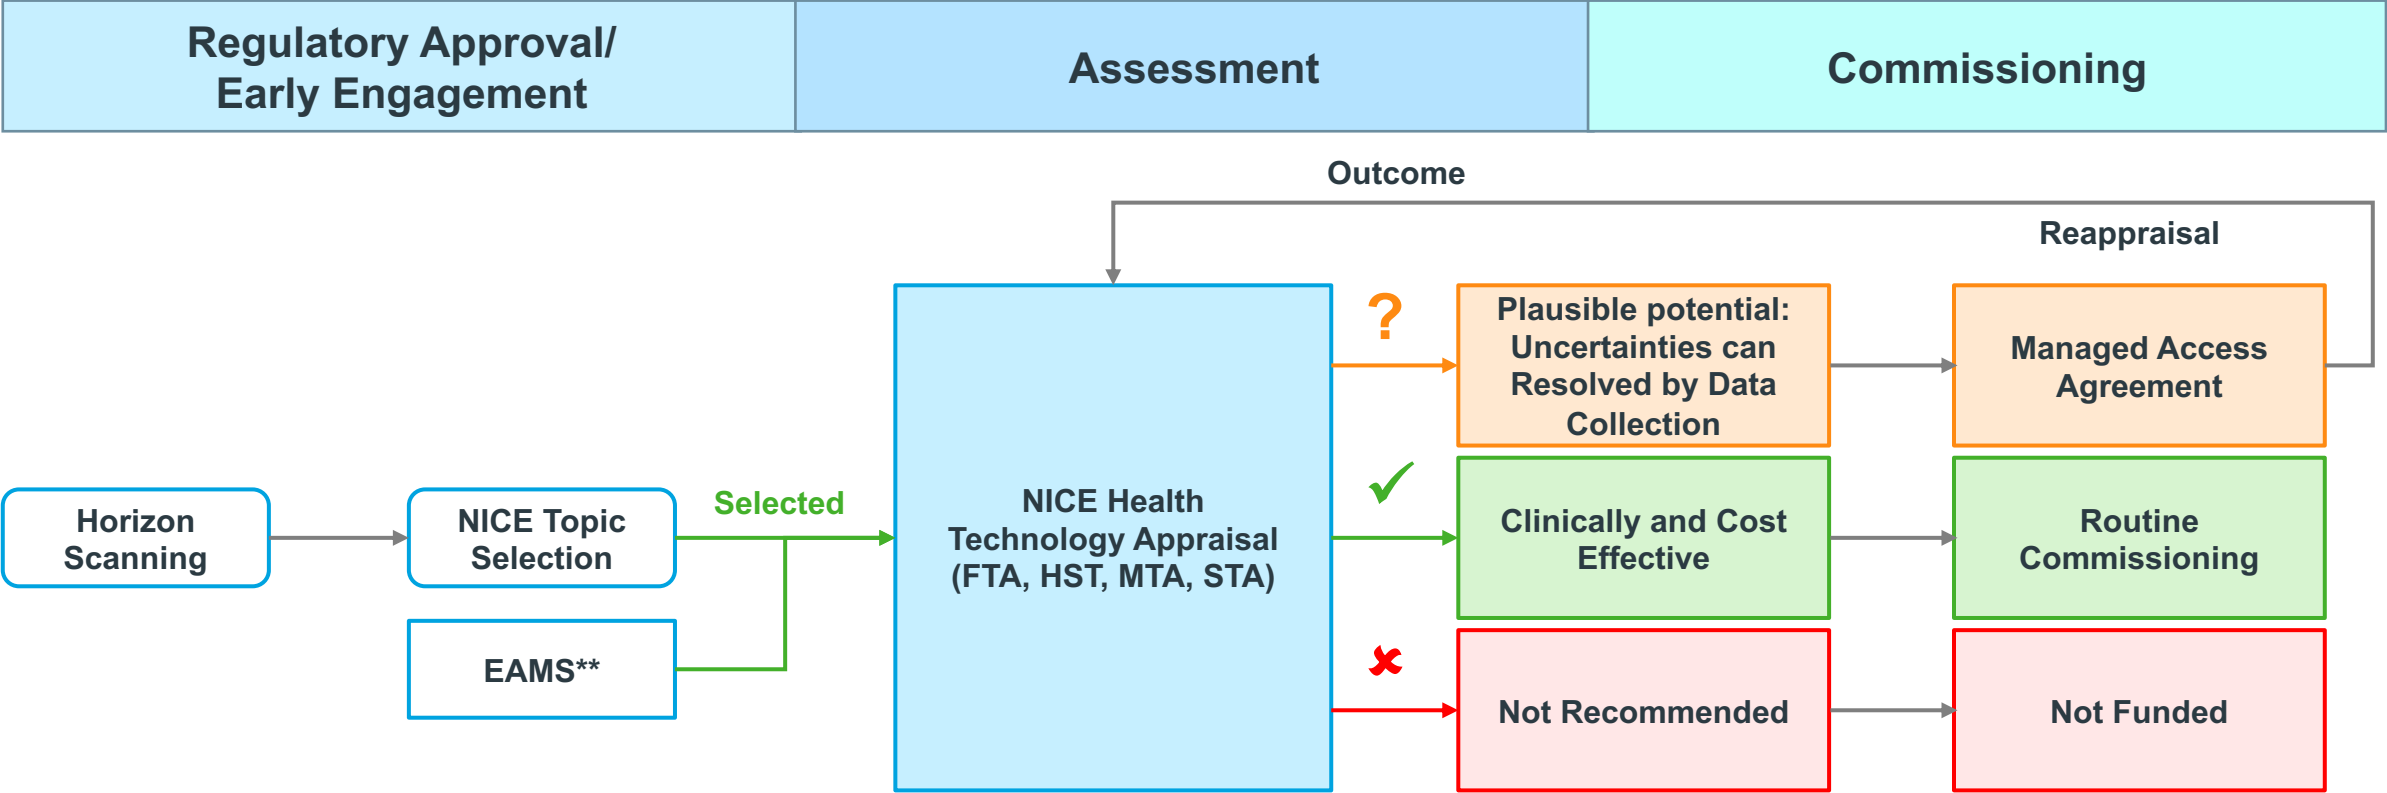 Regulatory Approval/
Early Engagement
Assessment
Commissioning
Outcome
Reappraisal
Horizon
Scanning
NICE Topic
Selection
Selected
EAMS**
NICE Health
Technology Appraisal
(FTA, HST, MTA, STA)
?
Plausible potential:
Uncertainties can
Resolved by Data
Collection
Managed Access
Agreement
Clinically and Cost
Effective
Routine
Commissioning
Not Recommended
Not Funded